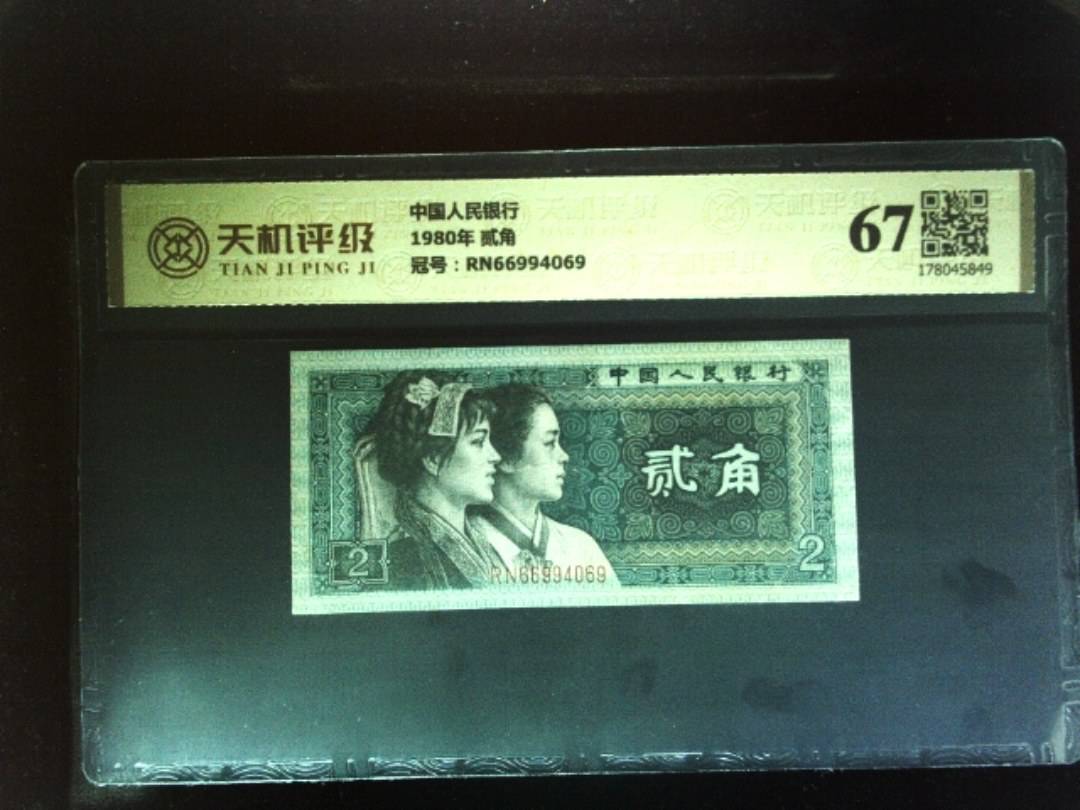 天机评级
TIAN JI PING JI
中国人民银行
1980年 贰角
冠号：RN66994069
67
178045849
中国人民银行
贰角
2
2
RN66994069